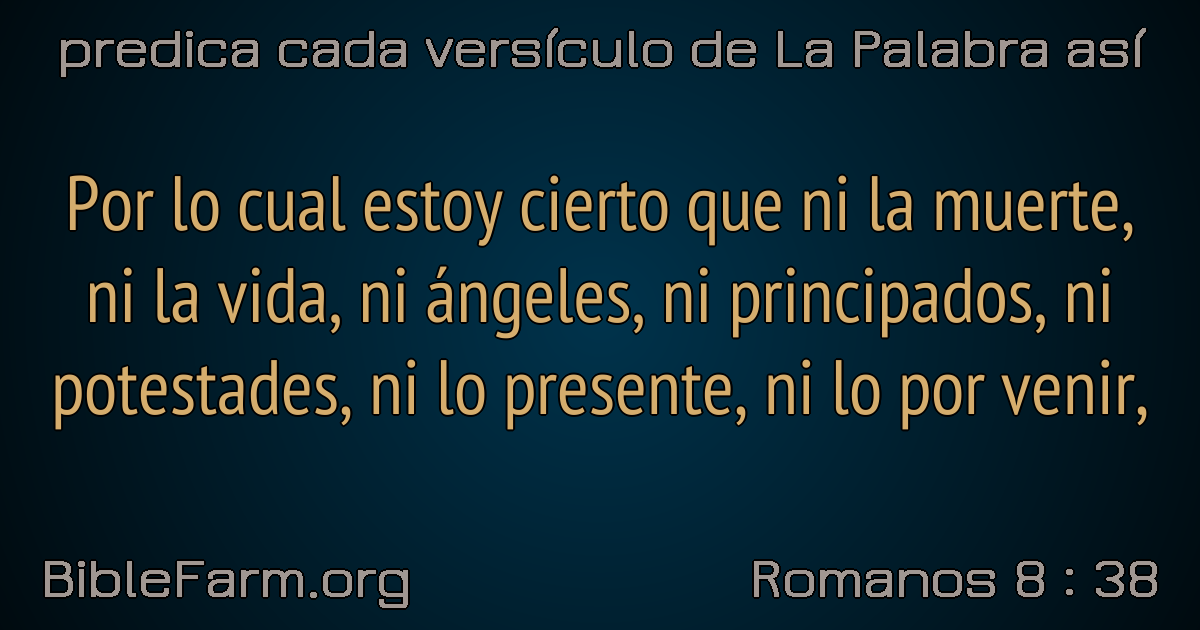 predica cada versículo de La Palabra así
Por lo cual estoy cierto que ni la muerte,
ni la vida, ni ángeles, ni principados, ni
potestades, ni lo presente, ni lo por venir,
BibleFarm.org
Romanos 8 : 38